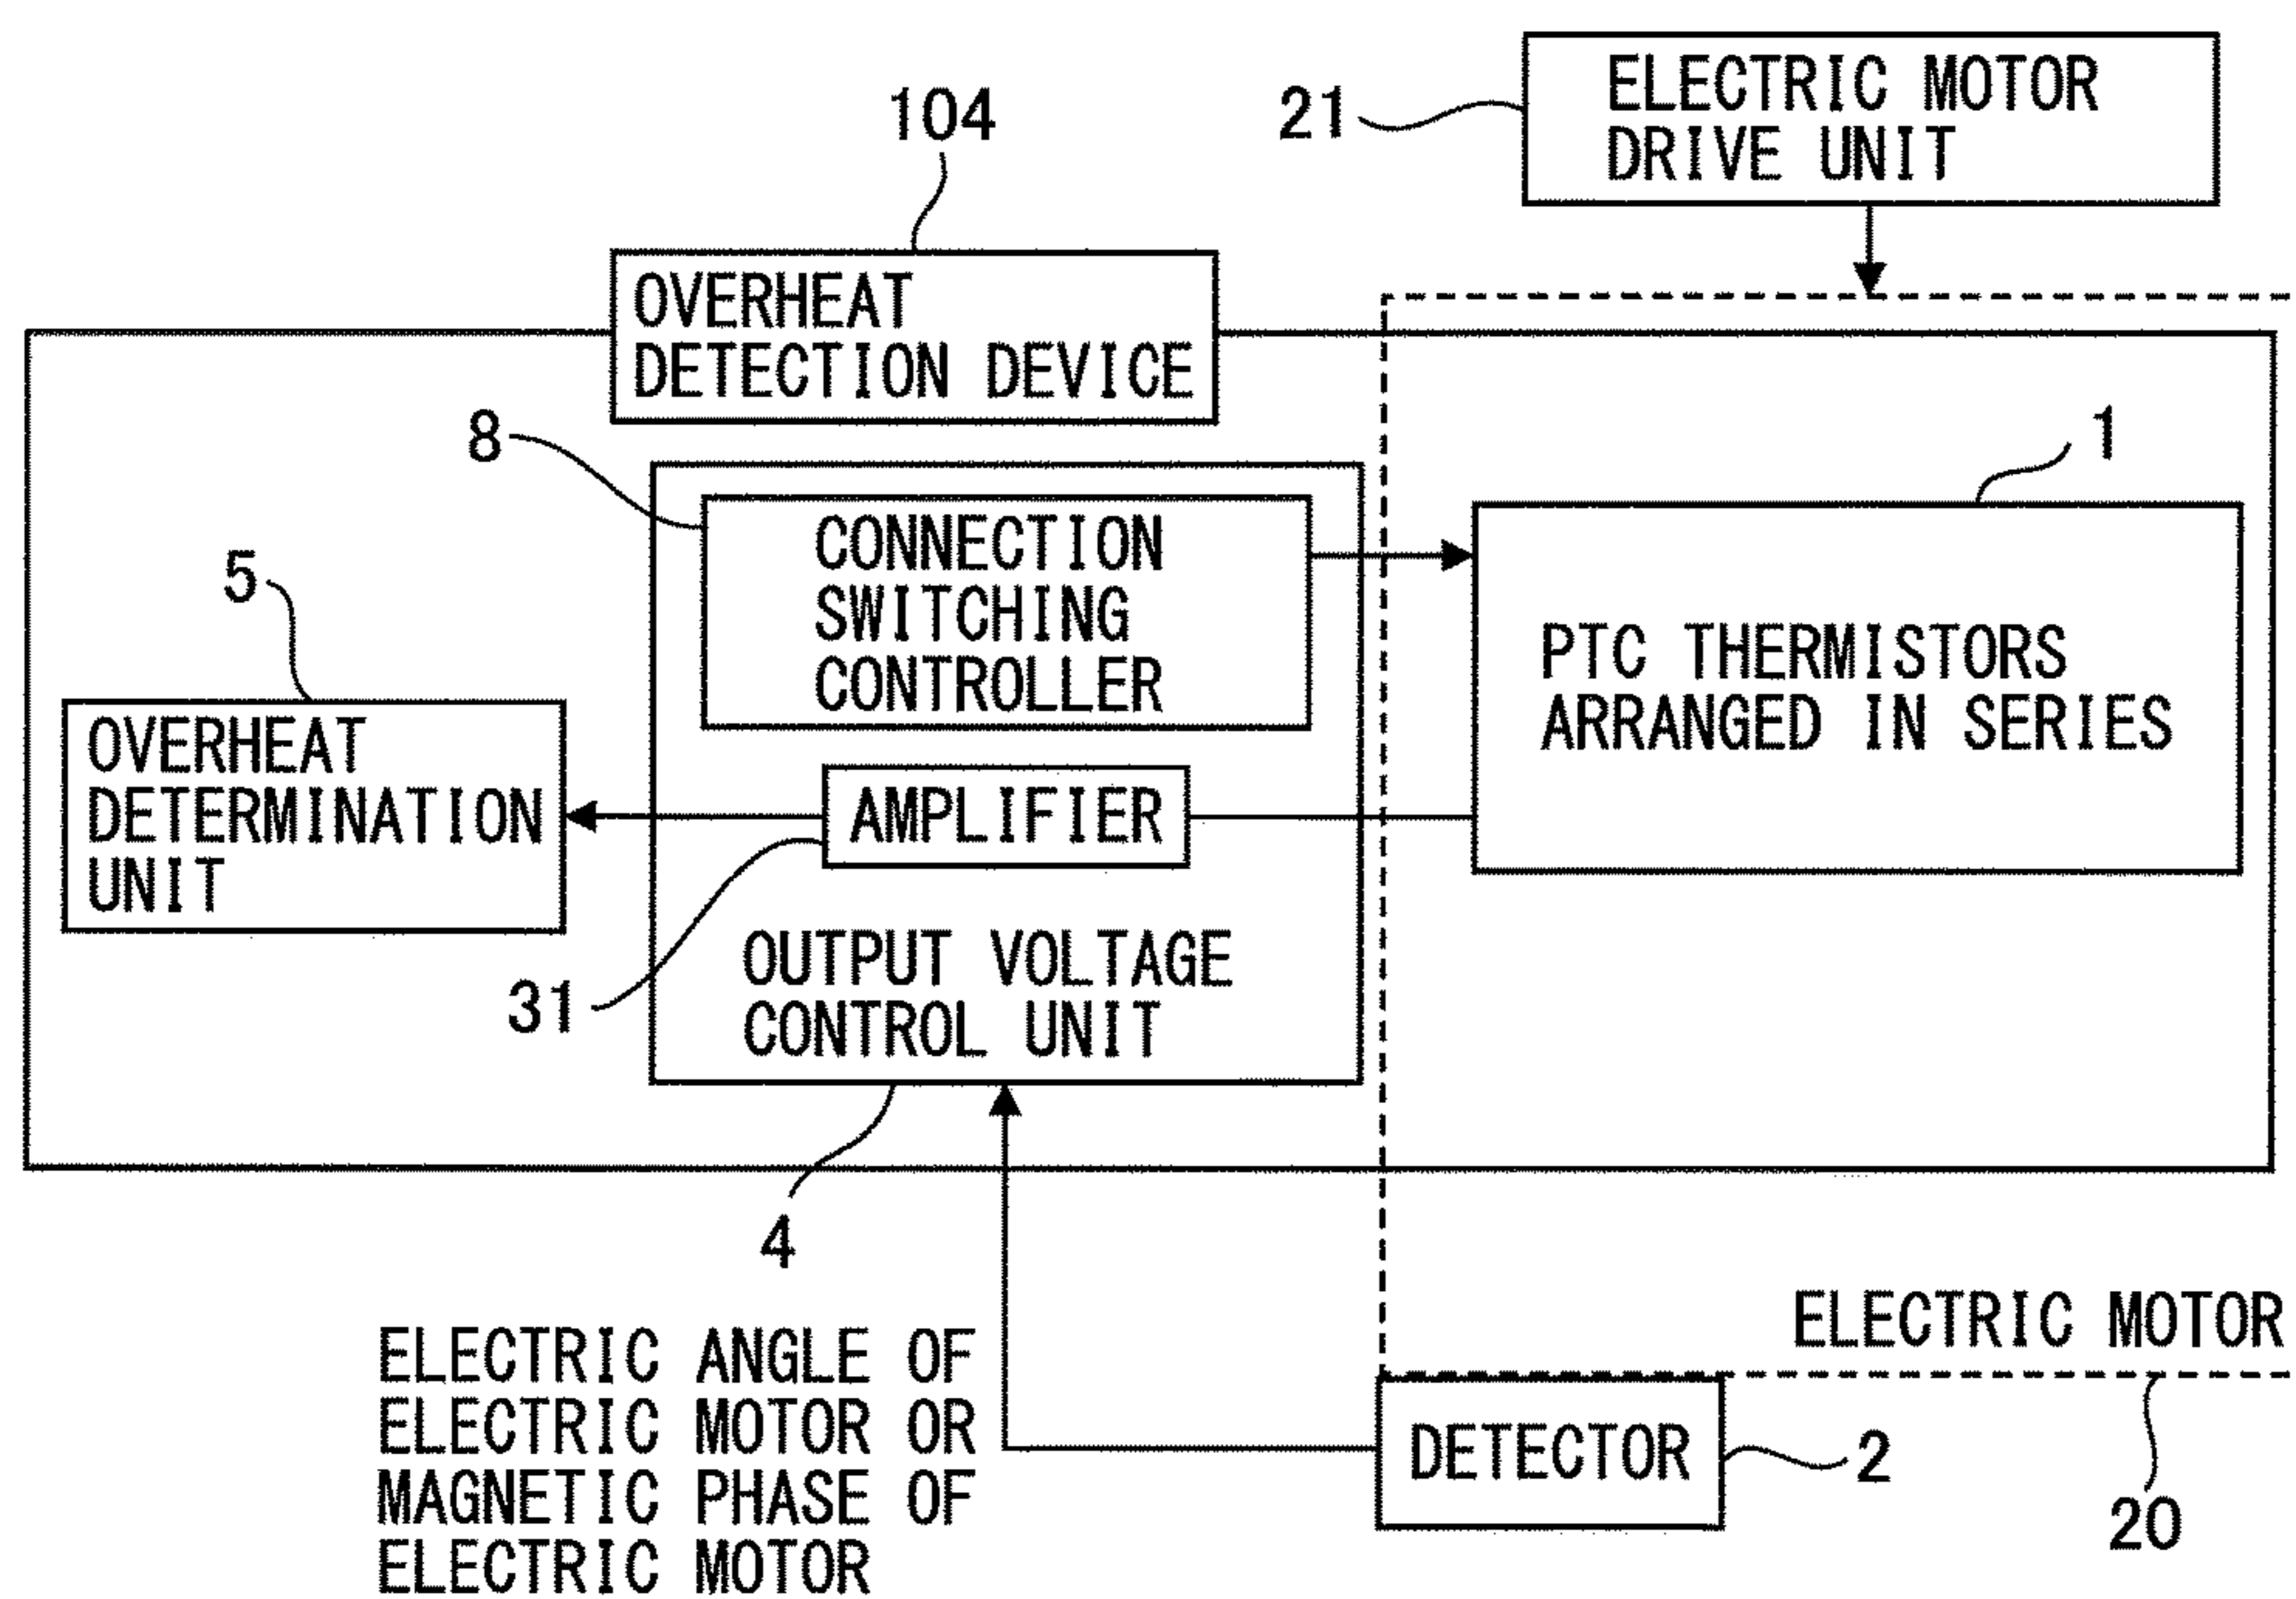 104
21
ELECTRIC MOTOR
DRIVE UNIT
OVERHEAT
DETECTION DEVICE
8
1
CONNECTION
SWITCHING
CONTROLLER
5
PTC THERMISTORS
ARRANGED IN SERIES
OVERHEAT
DETERMINATION
UNIT
AMPLIFIER
31
OUTPUT VOLTAGE
CONTROL UNIT
4
ELECTRIC MOTOR
ELECTRIC ANGLE OF
ELECTRIC MOTOR OR
MAGNETIC PHASE OF
ELECTRIC MOTOR
DETECTOR
2
20